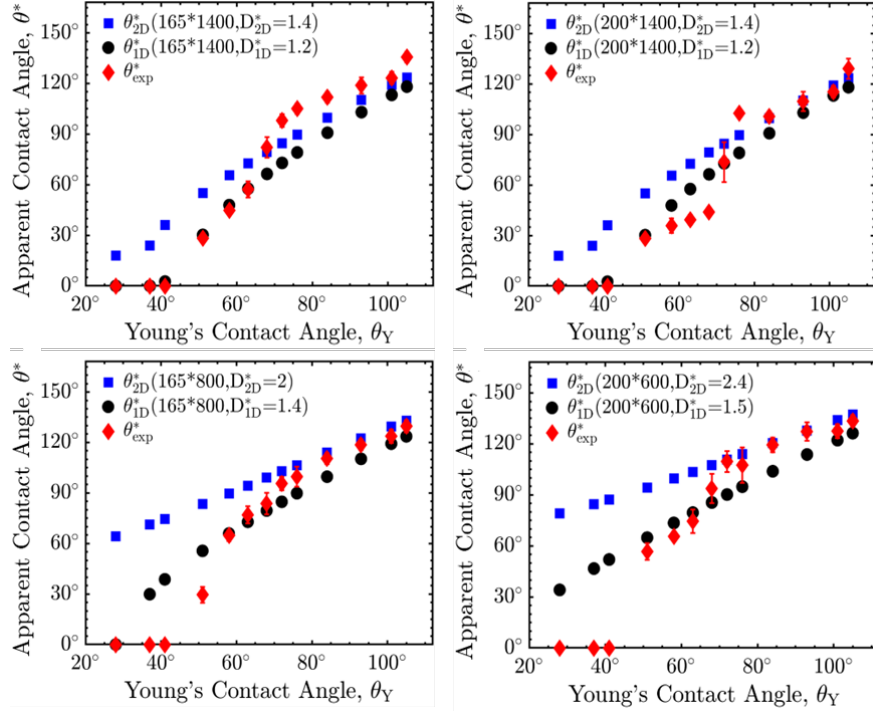 θ*2D(165*1400,D*2D=1.4)
θ*1D(165*1400,D*1D=1.2)
θ*exp
Apparent Contact Angle, θ*
150°
120°
90°
60°
30°
0°
20° 40° 60° 80° 100°
Young's Contact Angle, θY
θ*2D(200*1400,D*2D=1.4)
θ*1D(200*1400,D*1D=1.2)
θ*exp
Apparent Contact Angle, θ*
150°
120°
90°
60°
30°
0°
20° 40° 60° 80° 100°
Young's Contact Angle, θY
θ*2D(165*800,D*2D=2)
θ*1D(165*800,D*1D=1.4)
θ*exp
Apparent Contact Angle, θ*
150°
120°
90°
60°
30°
0°
20° 40° 60° 80° 100°
Young's Contact Angle, θY
θ*2D(200*600,D*2D=2.4)
θ*1D(200*600,D*1D=1.5)
θ*exp
Apparent Contact Angle, θ*
150°
120°
90°
60°
30°
0°
20° 40° 60° 80° 100°
Young's Contact Angle, θY